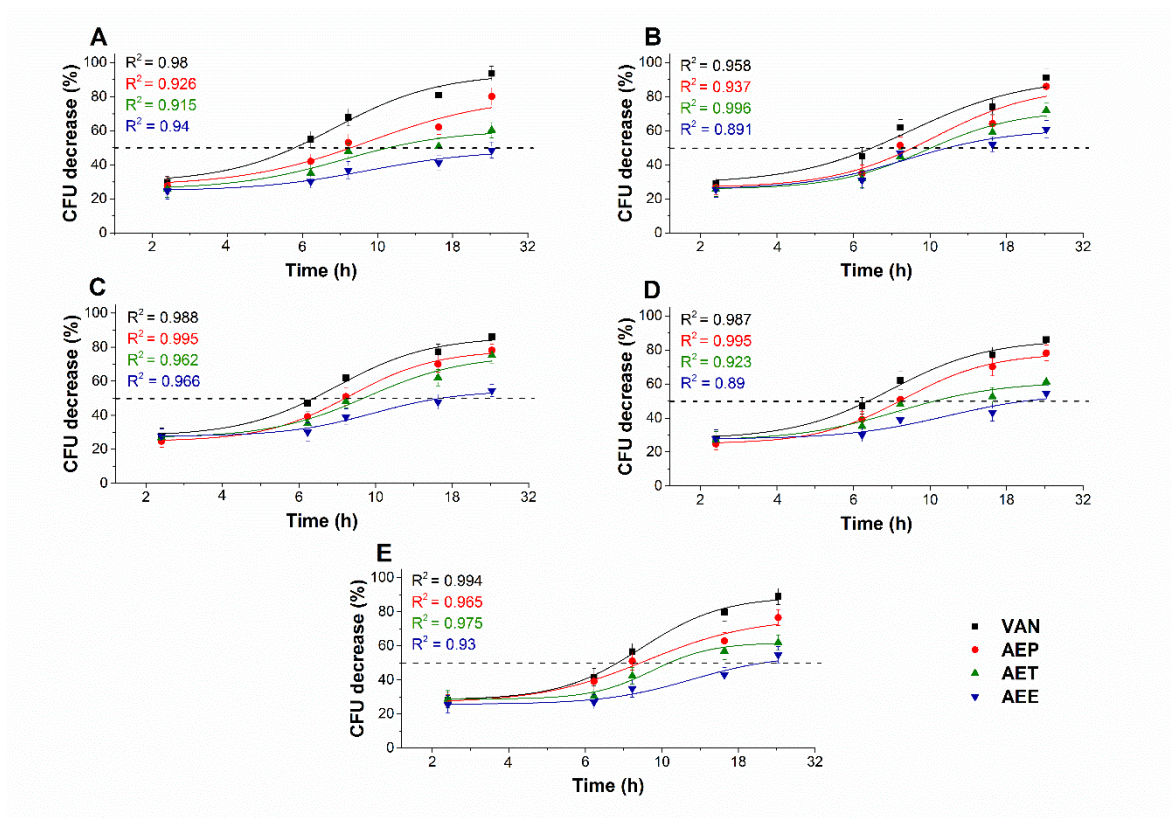 A
R² = 0.98
R² = 0.926
R² = 0.915
R² = 0.94
CFU decrease (%)
100
80
60
40
20
0
2 4 6 10 18 32
Time (h)
B
R² = 0.958
R² = 0.937
R² = 0.996
R² = 0.891
CFU decrease (%)
100
80
60
40
20
0
2 4 6 10 18 32
Time (h)
C
R² = 0.988
R² = 0.995
R² = 0.962
R² = 0.966
CFU decrease (%)
100
80
60
40
20
0
2 4 6 10 18 32
Time (h)
D
R² = 0.987
R² = 0.995
R² = 0.923
R² = 0.89
CFU decrease (%)
100
80
60
40
20
0
2 4 6 10 18 32
Time (h)
E
R² = 0.994
R² = 0.965
R² = 0.975
R² = 0.93
CFU decrease (%)
100
80
60
40
20
0
2 4 6 10 18 32
Time (h)
VAN
AEP
AET
AEE